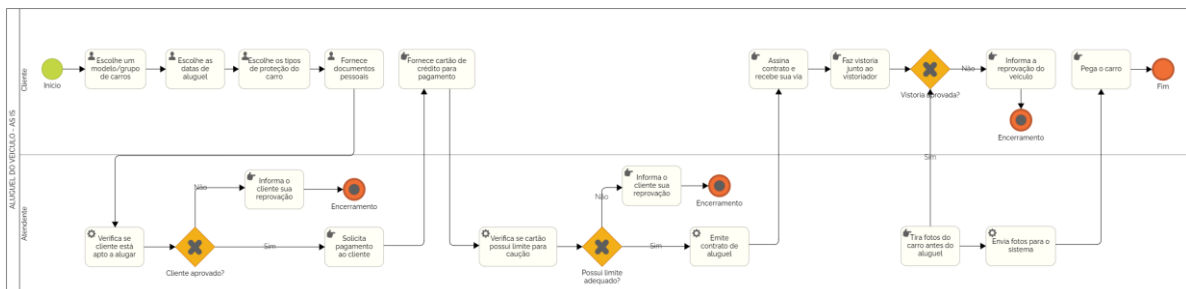 ALUGUEL DO VEICULO - AS IS
Cliente
Início
Escolhe um
modelo/grupo
de carros
Escolhe as
datas de
aluguel
Escolhe os tipos
de proteção do
carro
Fornece
documentos
pessoais
Fornece cartão de
crédito para
pagamento
Assina
contrato e
recebe sua via
Faz vistoria
junto ao
vistoriador
Vistoria aprovada?
Não
Informa a
reprovação do
veículo
Encerramento
Pega o carro
Fim
Sim
Atendente
Verifica se
cliente está
apto a alugar
Cliente aprovado?
Não
Informa o
cliente sua
reprovação
Encerramento
Sim
Solicita
pagamento
ao cliente
Verifica se cartão
possui limite para
caução
Possui limite
adequado?
Não
Informa o
cliente sua
reprovação
Encerramento
Sim
Emite
contrato de
aluguel
Tira fotos do
carro antes do
aluguel
Envia fotos para o
sistema